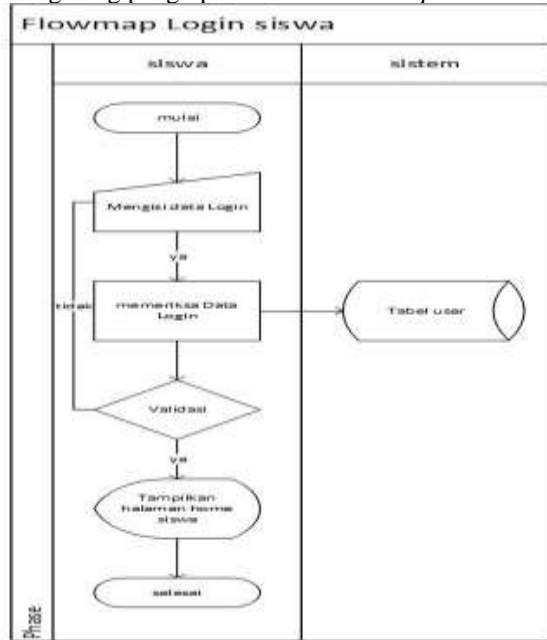 Flowmap Login siswa
siswa
sistem
mulai
Mengisi data Login
ya
tidak
memeriksa Data
Login
Tabel user
Validasi
ya
Tampilkan
halaman home
siswa
selesai
Phase